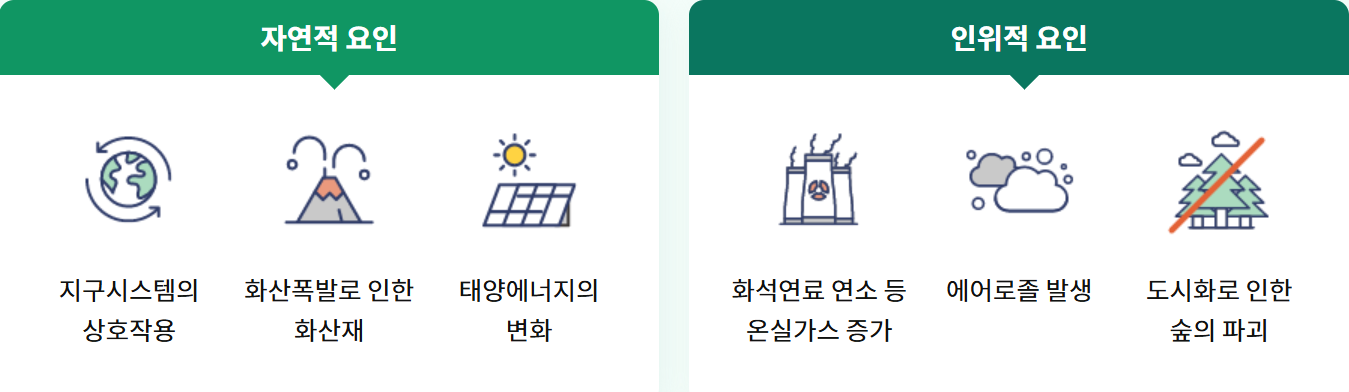 자연적 요인
지구시스템의
상호작용
화산폭발로 인한
화산재
태양에너지의
변화
인위적 요인
화석연료 연소 등
온실가스 증가
에어로졸 발생
도시화로 인한
숲의 파괴